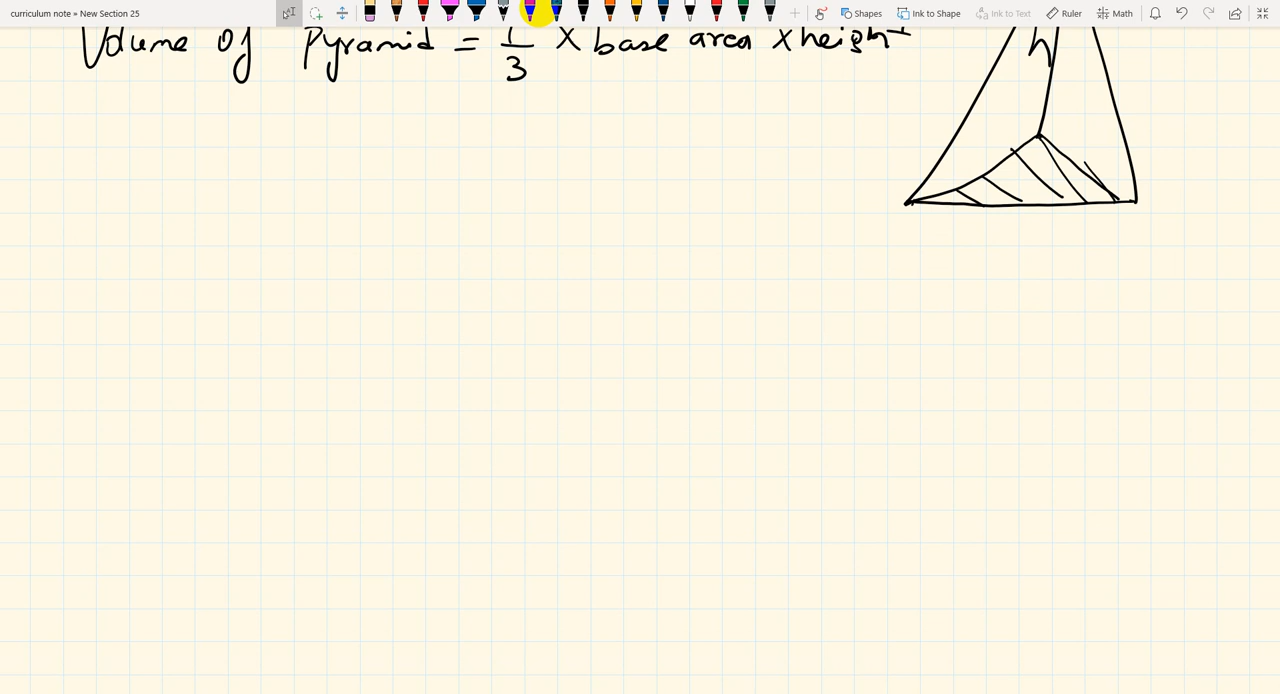 curriculum note » New Section 25
Shapes
Ink to Shape
Ink to Text
Ruler
Math
Volume of Pyramid = 1/3 X base area X height
h